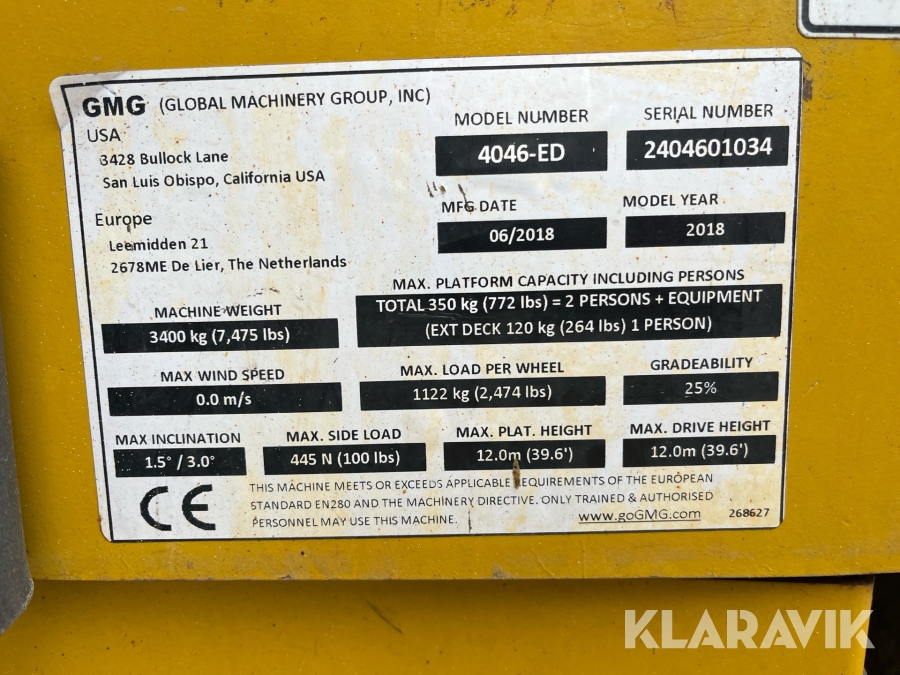 GMG (GLOBAL MACHINERY GROUP, INC)
USA
3428 Bullock Lane
San Luis Obispo, California USA
Europe
Leemidden 21
2678ME De Lier, The Netherlands
MODEL NUMBER
4046-ED
SERIAL NUMBER
2404601034
MFG DATE
06/2018
MODEL YEAR
2018
MACHINE WEIGHT
3400 kg (7,475 lbs)
MAX. PLATFORM CAPACITY INCLUDING PERSONS
TOTAL 350 kg (772 lbs) = 2 PERSONS + EQUIPMENT
(EXT DECK 120 kg (264 lbs) 1 PERSON)
MAX WIND SPEED
0.0 m/s
MAX. LOAD PER WHEEL
1122 kg (2,474 lbs)
GRADEABILITY
25%
MAX INCLINATION
1.5° / 3.0°
MAX. SIDE LOAD
445 N (100 lbs)
MAX. PLAT. HEIGHT
12.0m (39.6')
MAX. DRIVE HEIGHT
12.0m (39.6')
CE
THIS MACHINE MEETS OR EXCEEDS APPLICABLE REQUIREMENTS OF THE EUROPEAN
STANDARD EN280 AND THE MACHINERY DIRECTIVE. ONLY TRAINED & AUTHORISED
PERSONNEL MAY USE THIS MACHINE.
www.goGMG.com
268627
KLARAVIK